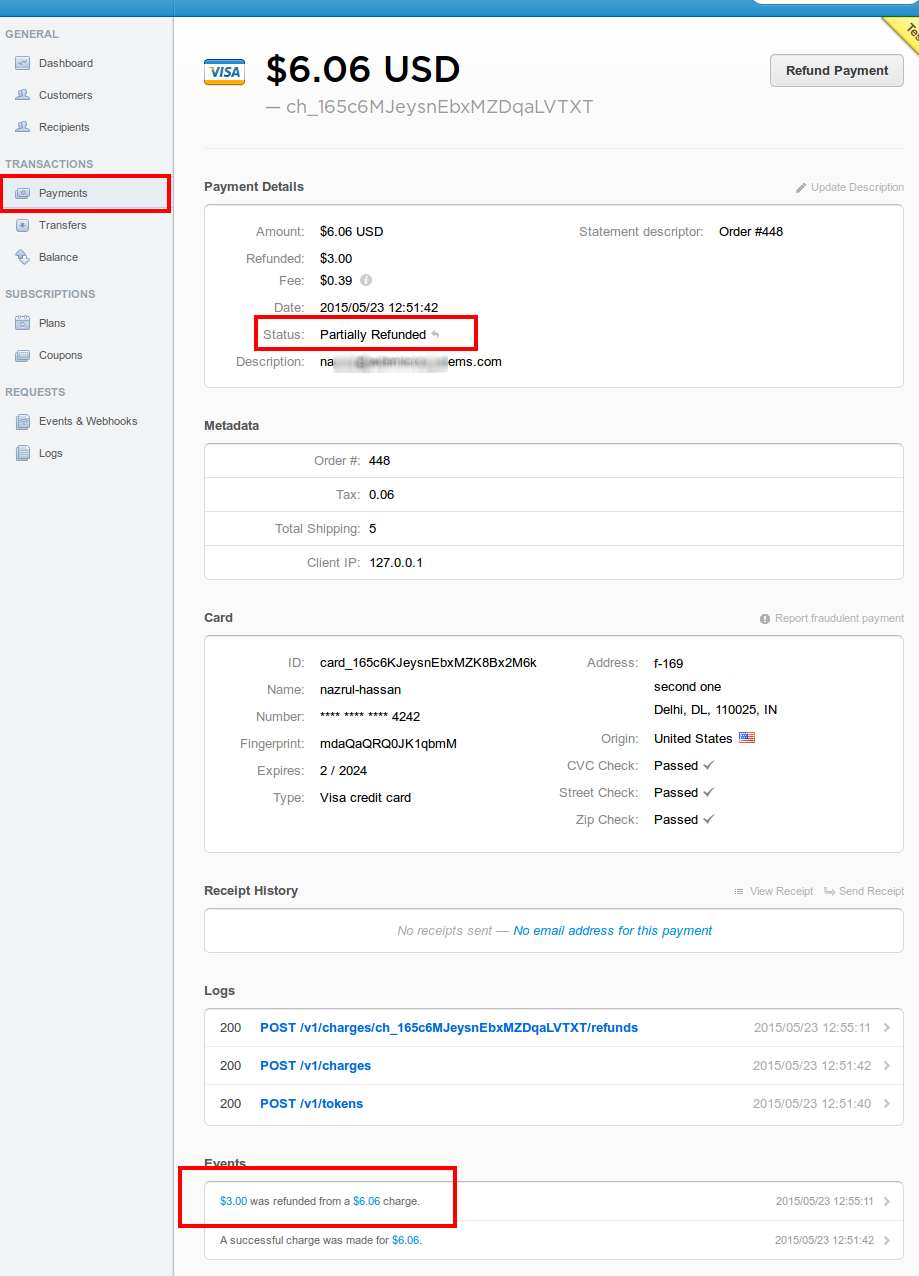 GENERAL
Dashboard
Customers
Recipients
TRANSACTIONS
Payments
Transfers
Balance
SUBSCRIPTIONS
Plans
Coupons
REQUESTS
Events & Webhooks
Logs
VISA $6.06 USD
Refund Payment
— ch_165c6MJeysnEbxMZDqaLVTXT
Payment Details Update Description
Amount: $6.06 USD Statement descriptor: Order #448
Refunded: $3.00
Fee: $0.39
Date: 2015/05/23 12:51:42
Status: Partially Refunded
Description: na ems.com
Metadata
Order #: 448
Tax: 0.06
Total Shipping: 5
Client IP: 127.0.0.1
Card Report fraudulent payment
ID: card_165c6KJeysnEbxMZK8Bx2M6k
Name: nazrul-hassan
Number: **** **** **** 4242
Fingerprint: mdaQaQRQ0JK1qbmM
Expires: 2 / 2024
Type: Visa credit card
Address: f-169
second one
Delhi, DL, 110025, IN
Origin: United States
CVC Check: Passed ✓
Street Check: Passed ✓
Zip Check: Passed ✓
Receipt History View Receipt Send Receipt
No receipts sent — No email address for this payment
Logs
200 POST /v1/charges/ch_165c6MJeysnEbxMZDqaLVTXT/refunds 2015/05/23 12:55:11
200 POST /v1/charges 2015/05/23 12:51:42
200 POST /v1/tokens 2015/05/23 12:51:40
Events
$3.00 was refunded from a $6.06 charge. 2015/05/23 12:55:11
A successful charge was made for $6.06. 2015/05/23 12:51:42